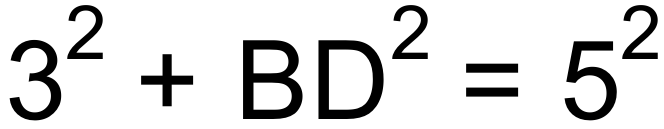 3² + BD² = 5²